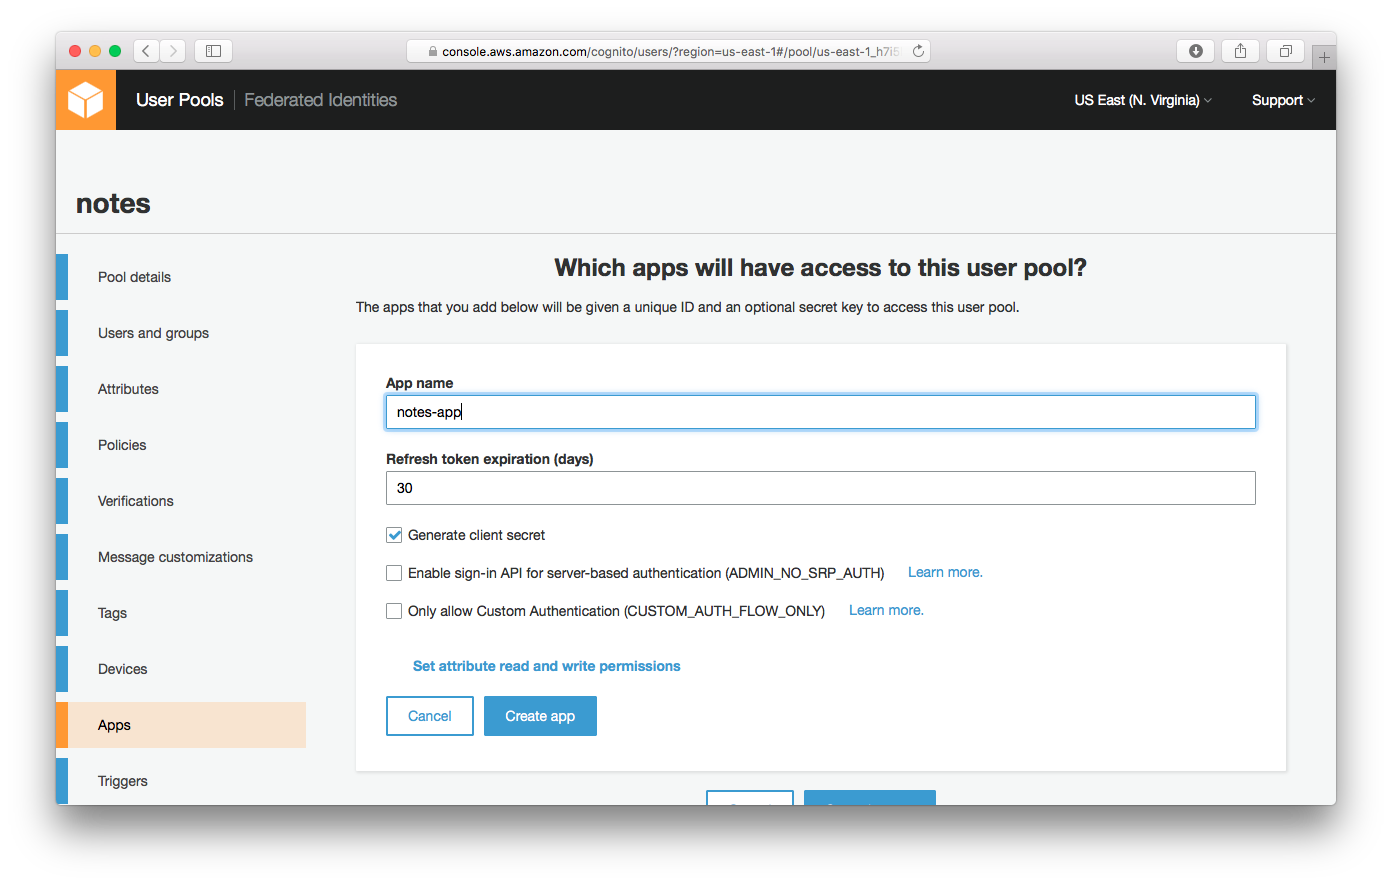 console.aws.amazon.com/cognito/users/?region=us-east-1#/pool/us-east-1_h7i5
User Pools Federated Identities US East (N. Virginia) Support
notes
Pool details
Users and groups
Attributes
Policies
Verifications
Message customizations
Tags
Devices
Apps
Triggers
Which apps will have access to this user pool?
The apps that you add below will be given a unique ID and an optional secret key to access this user pool.
App name
notes-app
Refresh token expiration (days)
30
Generate client secret
Enable sign-in API for server-based authentication (ADMIN_NO_SRP_AUTH) Learn more.
Only allow Custom Authentication (CUSTOM_AUTH_FLOW_ONLY) Learn more.
Set attribute read and write permissions
Cancel Create app